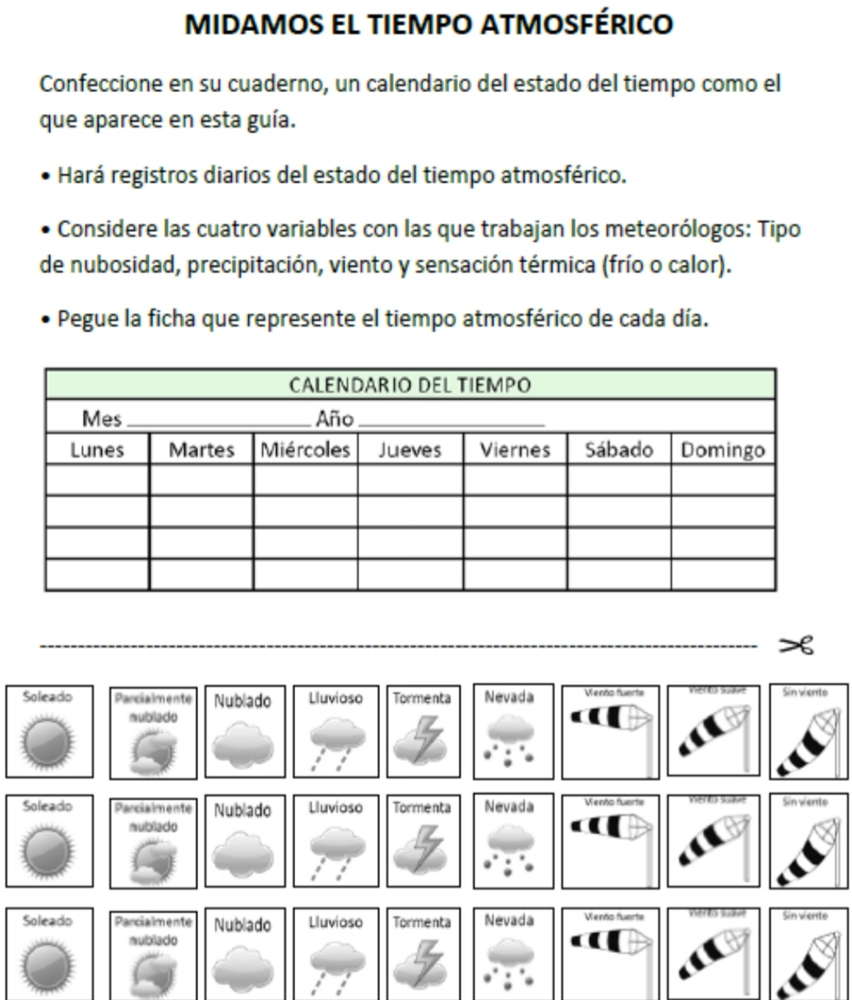 MIDAMOS EL TIEMPO ATMOSFÉRICO
Confeccione en su cuaderno, un calendario del estado del tiempo como el
que aparece en esta guía.
• Hará registros diarios del estado del tiempo atmosférico.
• Considere las cuatro variables con las que trabajan los meteorólogos: Tipo
de nubosidad, precipitación, viento y sensación térmica (frío o calor).
• Pegue la ficha que represente el tiempo atmosférico de cada día.
CALENDARIO DEL TIEMPO
Mes ________________ Año ________________
Lunes Martes Miércoles Jueves Viernes Sábado Domingo
Soleado Parcialmente nublado Nublado Lluvioso Tormenta Nevada Viento fuerte Viento suave Sin viento
Soleado Parcialmente nublado Nublado Lluvioso Tormenta Nevada Viento fuerte Viento suave Sin viento
Soleado Parcialmente nublado Nublado Lluvioso Tormenta Nevada Viento fuerte Viento suave Sin viento